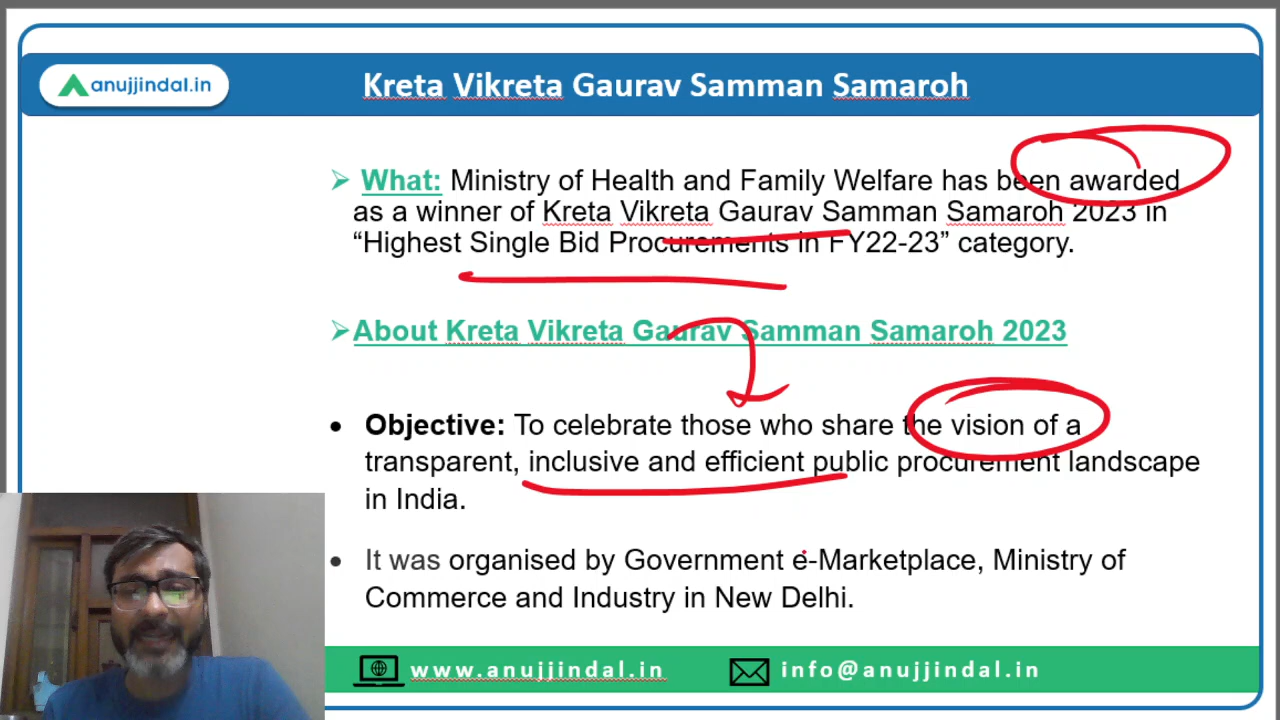 anujjindal.in
Kreta Vikreta Gaurav Samman Samaroh
What: Ministry of Health and Family Welfare has been awarded
as a winner of Kreta Vikreta Gaurav Samman Samaroh 2023 in
“Highest Single Bid Procurements in FY22-23” category.
About Kreta Vikreta Gaurav Samman Samaroh 2023
Objective: To celebrate those who share the vision of a
transparent, inclusive and efficient public procurement landscape
in India.
It was organised by Government e-Marketplace, Ministry of
Commerce and Industry in New Delhi.
www.anujjindal.in
info@anujjindal.in